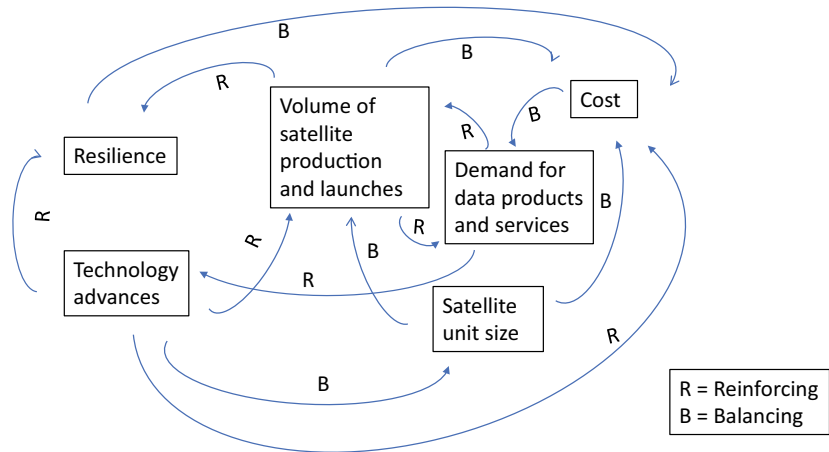 B
B
R
Volume of
satellite
production
and launches
Cost
B
R
Resilience
Demand for
data products
and services
B
R
R
R
B
Technology
advances
R
Satellite
unit size
R
B
R = Reinforcing
B = Balancing